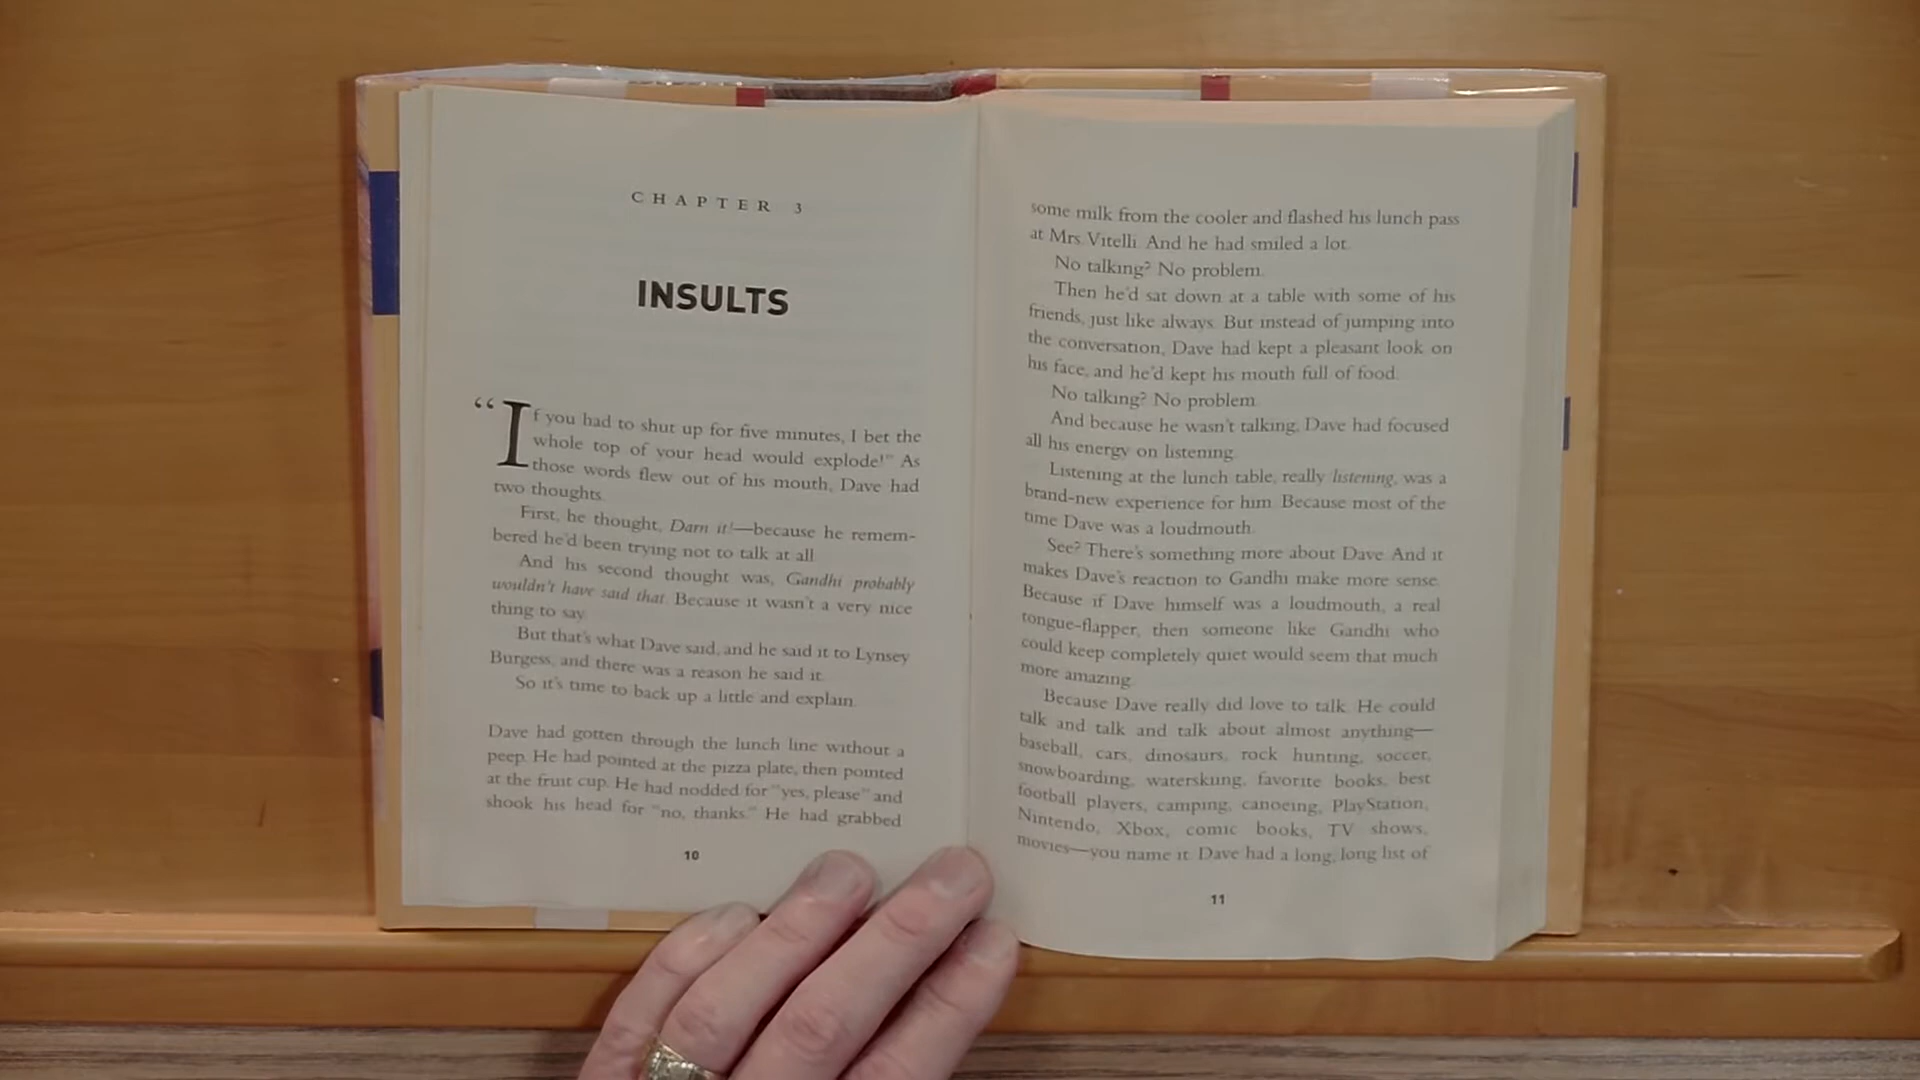 CHAPTER 3
INSULTS
“If you had to shut up for five minutes, I bet the
whole top of your head would explode!” As
those words flew out of his mouth, Dave had
two thoughts.
First, he thought, Darn it!—because he remem-
bered he’d been trying not to talk at all.
And his second thought was, Gandhi probably
wouldn’t have said that. Because it wasn’t a very nice
thing to say.
But that’s what Dave said, and he said it to Lynsey
Burgess, and there was a reason he said it.
So it’s time to back up a little and explain.
Dave had gotten through the lunch line without a
peep. He had pointed at the pizza plate, then pointed
at the fruit cup. He had nodded for “yes, please” and
shook his head for “no, thanks.” He had grabbed
10
some milk from the cooler and flashed his lunch pass
at Mrs. Vitelli. And he had smiled a lot.
No talking? No problem.
Then he’d sat down at a table with some of his
friends, just like always. But instead of jumping into
the conversation, Dave had kept a pleasant look on
his face, and he’d kept his mouth full of food.
No talking? No problem.
And because he wasn’t talking, Dave had focused
all his energy on listening.
Listening at the lunch table, really listening, was a
brand-new experience for him. Because most of the
time Dave was a loudmouth.
See? There’s something more about Dave. And it
makes Dave’s reaction to Gandhi make more sense.
Because if Dave himself was a loudmouth, a real
tongue-flapper, then someone like Gandhi who
could keep completely quiet would seem that much
more amazing.
Because Dave really did love to talk. He could
talk and talk and talk about almost anything—
baseball, cars, dinosaurs, rock hunting, soccer,
snowboarding, waterskiing, favorite books, best
football players, camping, canoeing, PlayStation,
Nintendo, Xbox, comic books, TV shows,
movies—you name it. Dave had a long, long list of
11